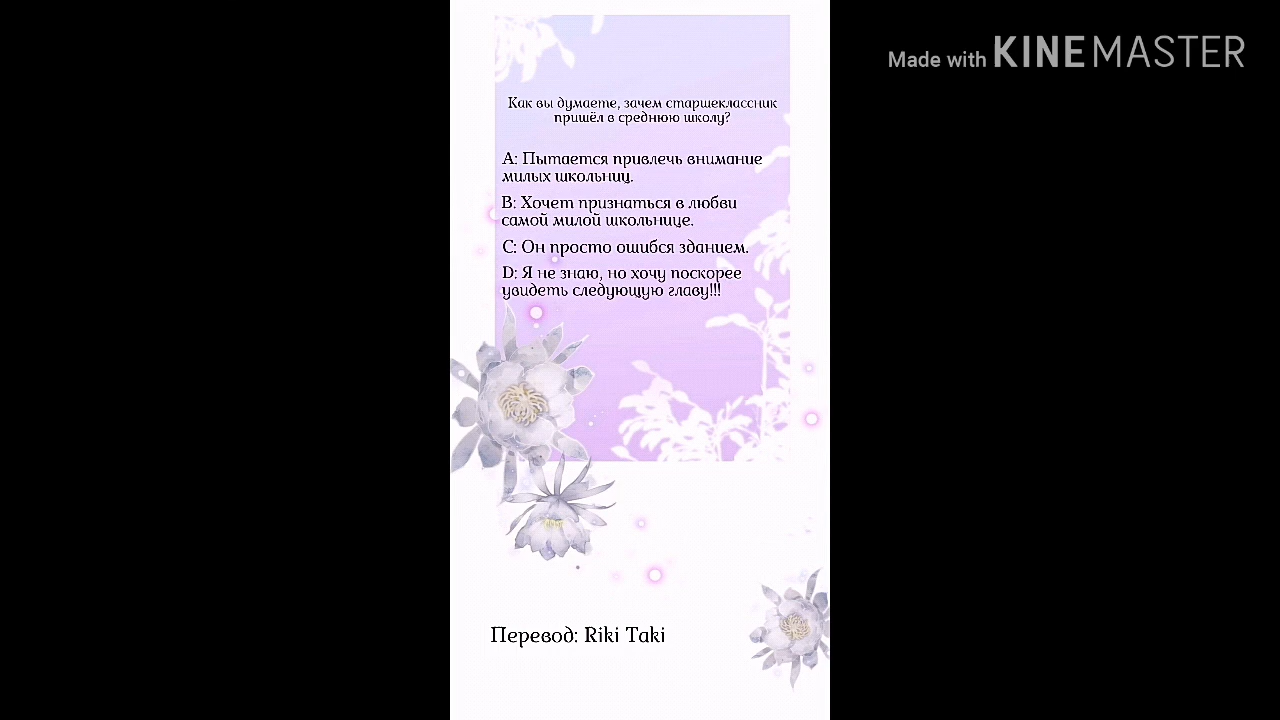 Made with KINEMASTER
Как вы думаете, зачем старшеклассник
пришёл в среднюю школу?
A: Пытается привлечь внимание
милых школьниц.
B: Хочет признаться в любви
самой милой школьнице.
C: Он просто ошибся зданием.
D: Я не знаю, но хочу поскорее
увидеть следующую главу!!!
Перевод: Riki Taki